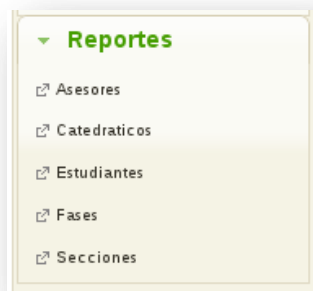 Reportes
Asesores
Catedraticos
Estudiantes
Fases
Secciones